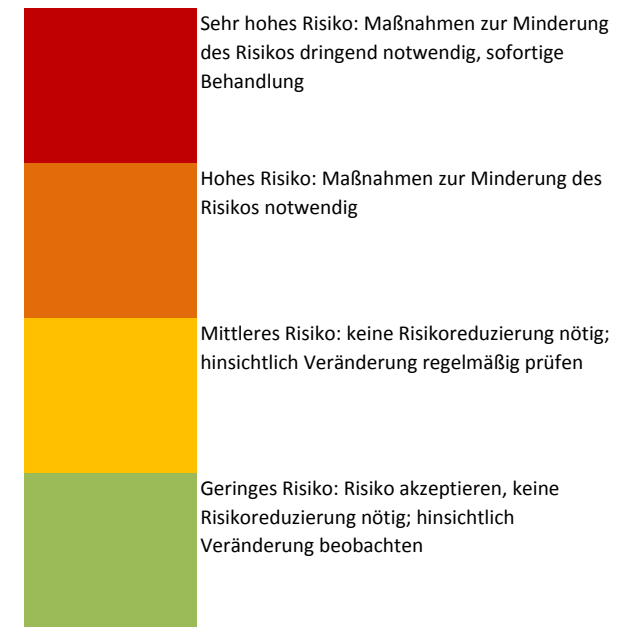 Sehr hohes Risiko: Maßnahmen zur Minderung
des Risikos dringend notwendig, sofortige
Behandlung
Hohes Risiko: Maßnahmen zur Minderung des
Risikos notwendig
Mittleres Risiko: keine Risikoreduzierung nötig;
hinsichtlich Veränderung regelmäßig prüfen
Geringes Risiko: Risiko akzeptieren, keine
Risikoreduzierung nötig; hinsichtlich
Veränderung beobachten